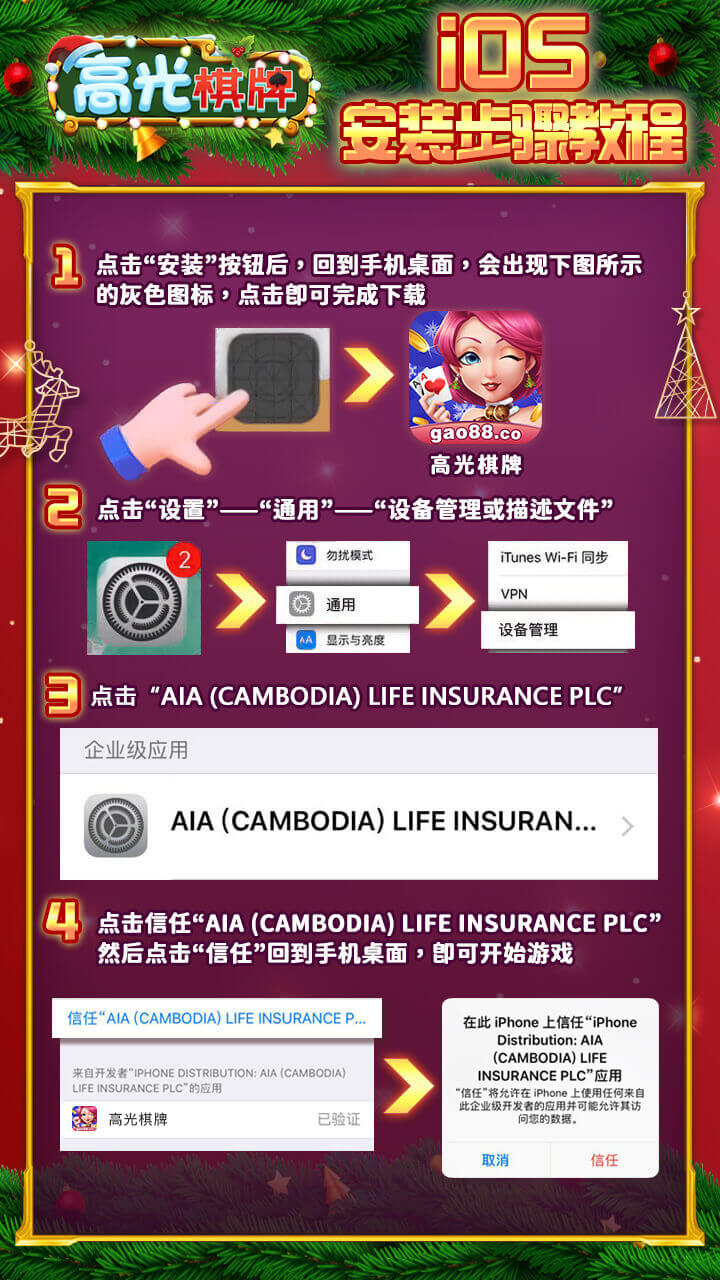 高光棋牌
iOS
安装步骤教程
1 点击“安装”按钮后，回到手机桌面，会出现下图所示
的灰色图标，点击卽可完成下载
A
A
gao88.co
高光棋牌
2 点击“设置”——“通用”——“设备管理或描述文件”
2
勿扰模式
通用
AA 显示与亮度
iTunes Wi-Fi 同步
VPN
设备管理
3 点击 “AIA (CAMBODIA) LIFE INSURANCE PLC”
企业级应用
AIA (CAMBODIA) LIFE INSURAN...
4 点击信任“AIA (CAMBODIA) LIFE INSURANCE PLC”
然后点击“信任”回到手机桌面，卽可开始游戏
信任“AIA (CAMBODIA) LIFE INSURANCE P...
来自开发者“IPHONE DISTRIBUTION: AIA (CAMBODIA)
LIFE INSURANCE PLC”的应用
高光棋牌 已验证
在此 iPhone 上信任“iPhone
Distribution: AIA
(CAMBODIA) LIFE
INSURANCE PLC”应用
“信任”将允许在 iPhone 上使用任何来自
此企业级开发者的应用并可能允许其访
问您的数据。
取消 信任